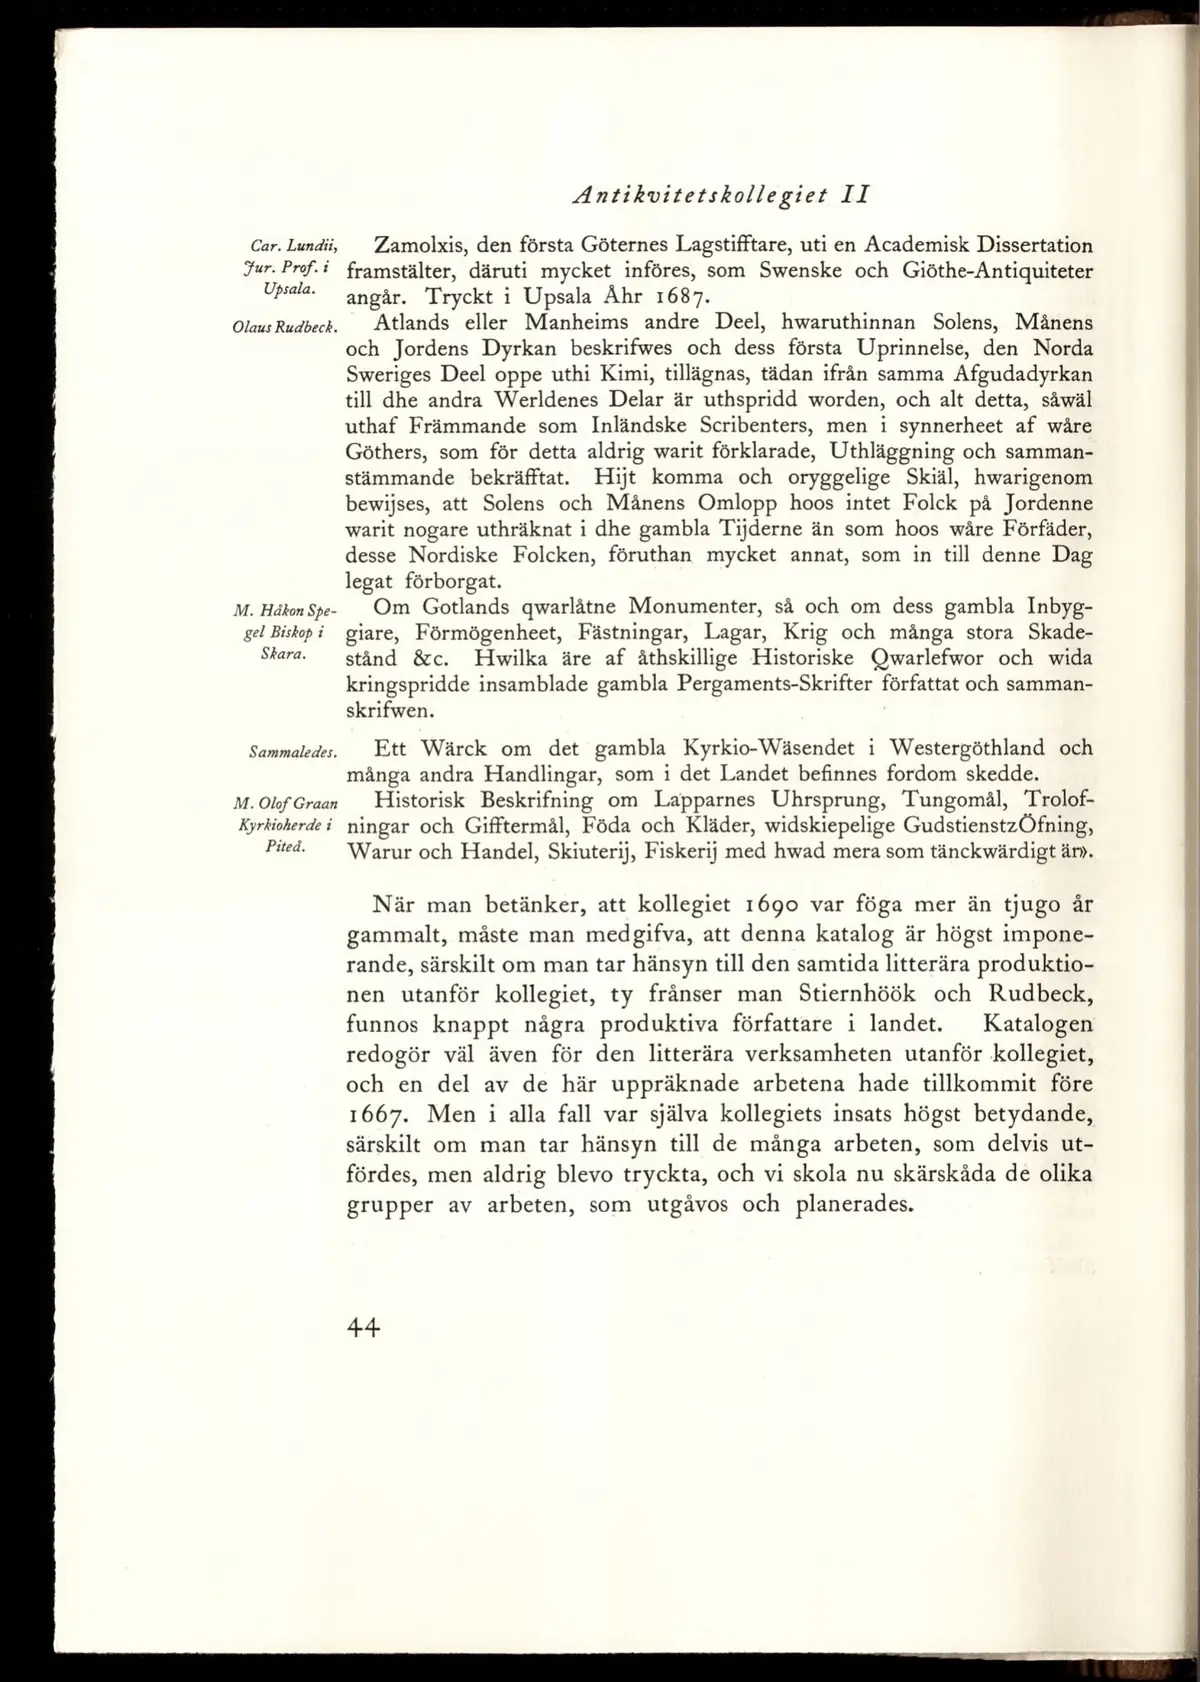 Antikvitetskollegiet II
Car. Lundii, Zamolxis, den första Göternes Lagstifftare, uti en Academisk Dissertation
Jur. Prof. i framstälter, däruti mycket införes, som Swenske och Giöthe-Antiquiteter
Upsala. angår. Tryckt i Upsala Åhr 1687.
Olaus Rudbeck. Atlands eller Manheims andre Deel, hwaruthinnan Solens, Månens
och Jordens Dyrkan beskrifwes och dess första Uprinnelse, den Norda
Sweriges Deel oppe uthi Kimi, tillägnas, tädan ifrån samma Afgudadyrkan
till dhe andra Werldenes Delar är uthspridd worden, och alt detta, såwäl
uthaf Främmande som Inländske Scribenters, men i synnerheet af wåre
Göthers, som för detta aldrig warit förklarade, Uthläggning och samman-
stämmande bekräfftat. Hijt komma och oryggelige Skiäl, hwarigenom
bewijses, att Solens och Månens Omlopp hoos intet Folck på Jordenne
warit nogare uthräknat i dhe gambla Tijderne än som hoos wåre Förfäder,
desse Nordiske Folcken, föruthan mycket annat, som in till denne Dag
legat förborgat.
M. Håkon Spe- Om Gotlands qwarlåtne Monumenter, så och om dess gambla Inbyg-
gel Biskop i giare, Förmögenheet, Fästningar, Lagar, Krig och många stora Skade-
Skara. stånd &c. Hwilka äre af åthskillige Historiske Qwarlefwor och wida
kringspridde insamblade gambla Pergaments-Skrifter författat och samman-
skrifwen.
Sammaledes. Ett Wärck om det gambla Kyrkio-Wäsendet i Westergöthland och
många andra Handlingar, som i det Landet befinnes fordom skedde.
M. Olof Graan Historisk Beskrifning om Lapparnes Uhrsprung, Tungomål, Trolof-
Kyrkioherde i ningar och Gifftermål, Föda och Kläder, widskiepelige GudstienstzÖfning,
Piteå. Warur och Handel, Skiuterij, Fiskerij med hwad mera som tänckwärdigt är».
När man betänker, att kollegiet 1690 var föga mer än tjugo år
gammalt, måste man medgifva, att denna katalog är högst impone-
rande, särskilt om man tar hänsyn till den samtida litterära produktio-
nen utanför kollegiet, ty frånser man Stiernhöök och Rudbeck,
funnos knappt några produktiva författare i landet. Katalogen
redogör väl även för den litterära verksamheten utanför kollegiet,
och en del av de här uppräknade arbetena hade tillkommit före
1667. Men i alla fall var själva kollegiets insats högst betydande,
särskilt om man tar hänsyn till de många arbeten, som delvis ut-
fördes, men aldrig blevo tryckta, och vi skola nu skärskåda de olika
grupper av arbeten, som utgåvos och planerades.
44